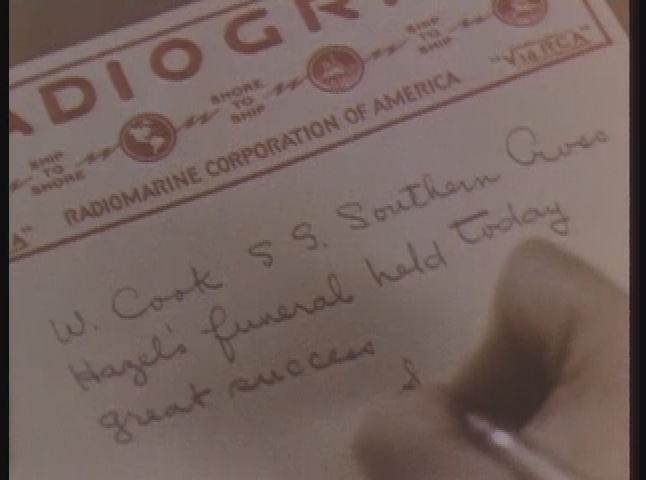 ADIOGR
SHIP TO SHORE
SHORE TO SHIP
SHIP TO SHIP
A"
RADIOMARINE CORPORATION OF AMERICA
"VIA RCA"
W. Cook S S. Southern Cross
Hazel's funeral held today
great success
S